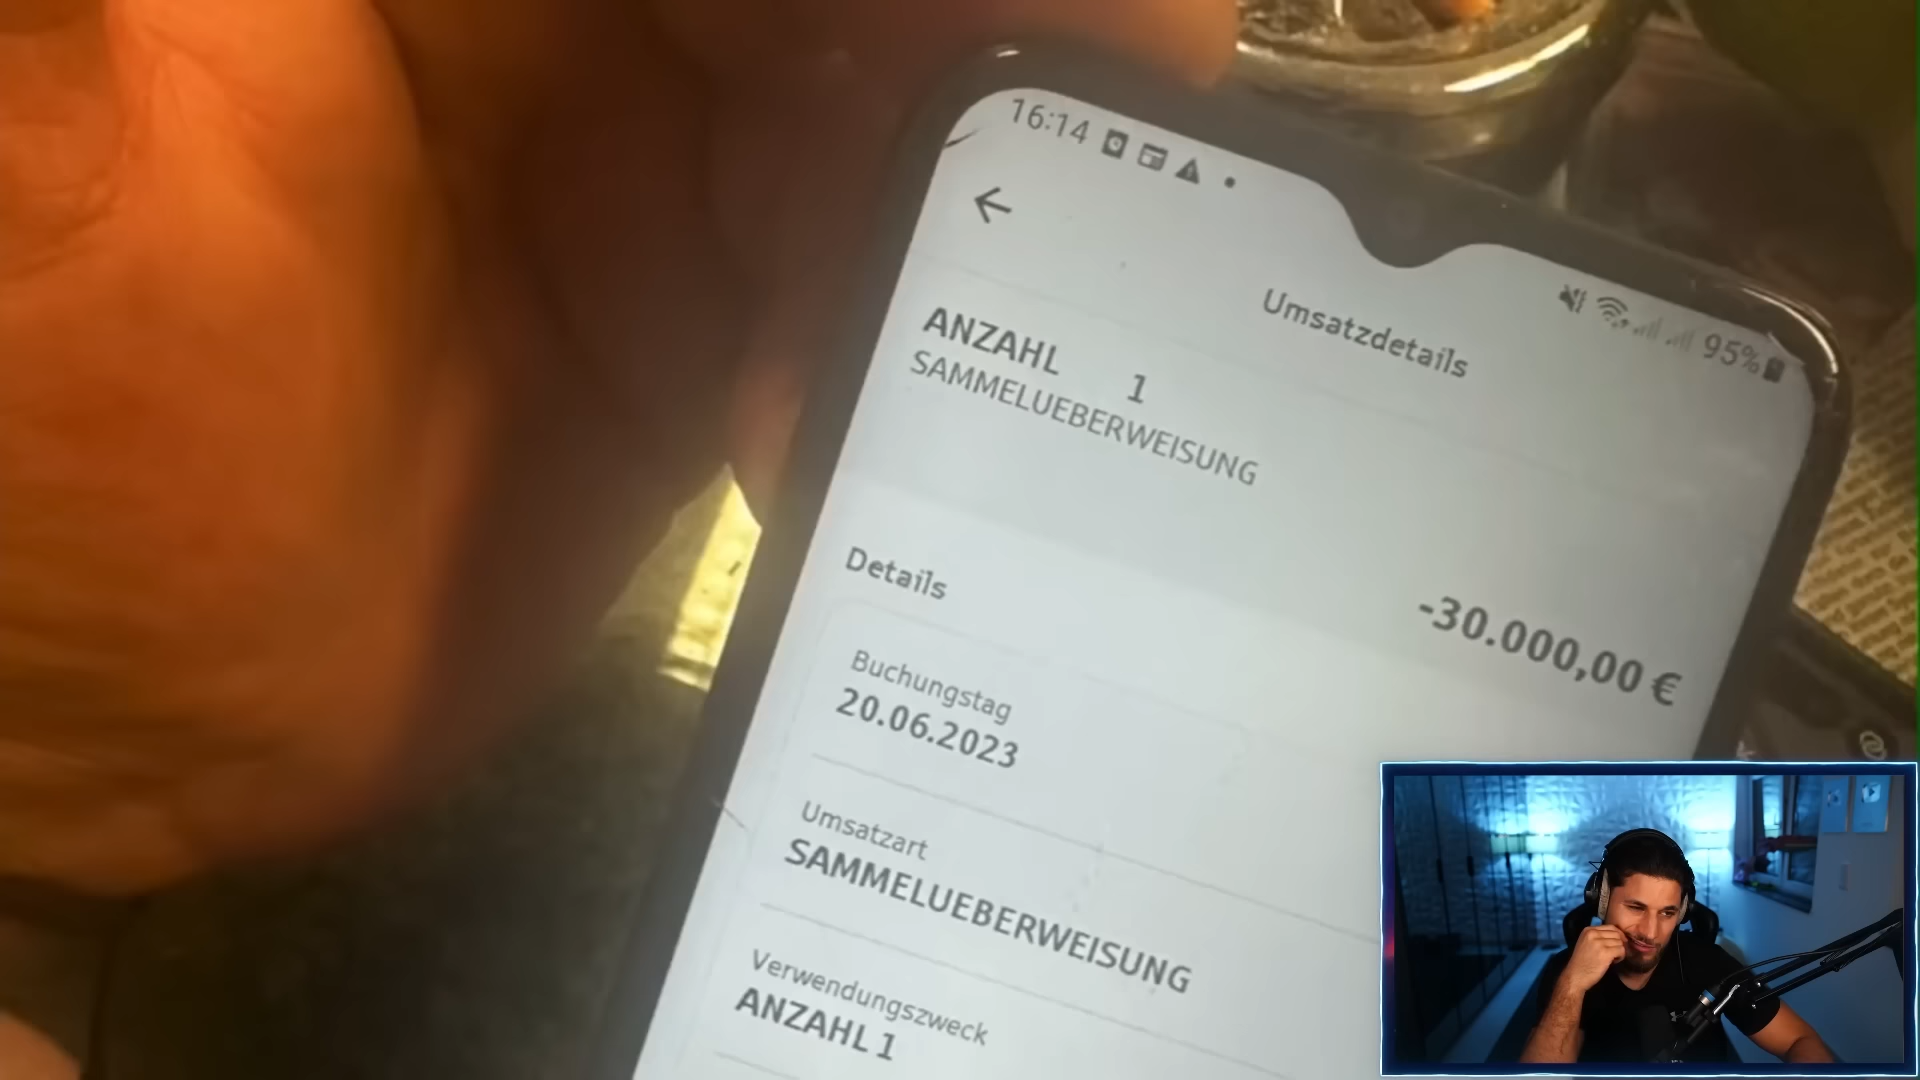 16:14
95%
Umsatzdetails
ANZAHL 1
SAMMELUEBERWEISUNG
-30.000,00 €
Details
Buchungstag
20.06.2023
Umsatzart
SAMMELUEBERWEISUNG
Verwendungszweck
ANZAHL 1